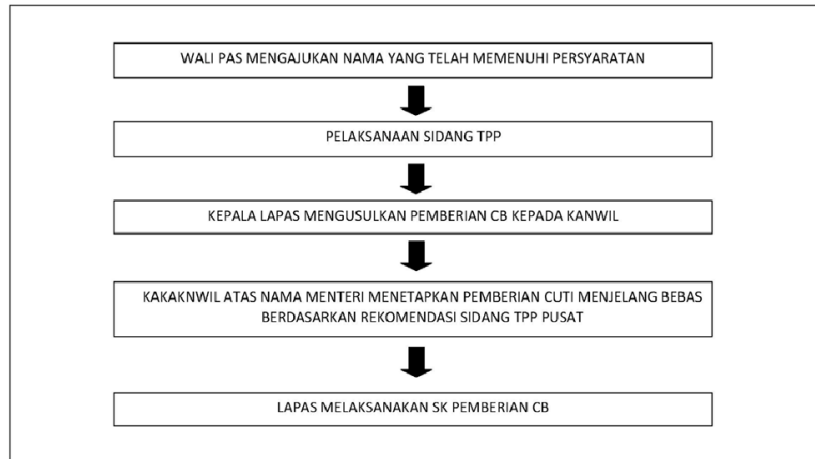 WALI PAS MENGAJUKAN NAMA YANG TELAH MEMENUHI PERSYARATAN
PELAKSANAAN SIDANG TPP
KEPALA LAPAS MENGUSULKAN PEMBERIAN CB KEPADA KANWIL
KAKAKNWIL ATAS NAMA MENTERI MENETAPKAN PEMBERIAN CUTI MENJELANG BEBAS
BERDASARKAN REKOMENDASI SIDANG TPP PUSAT
LAPAS MELAKSANAKAN SK PEMBERIAN CB